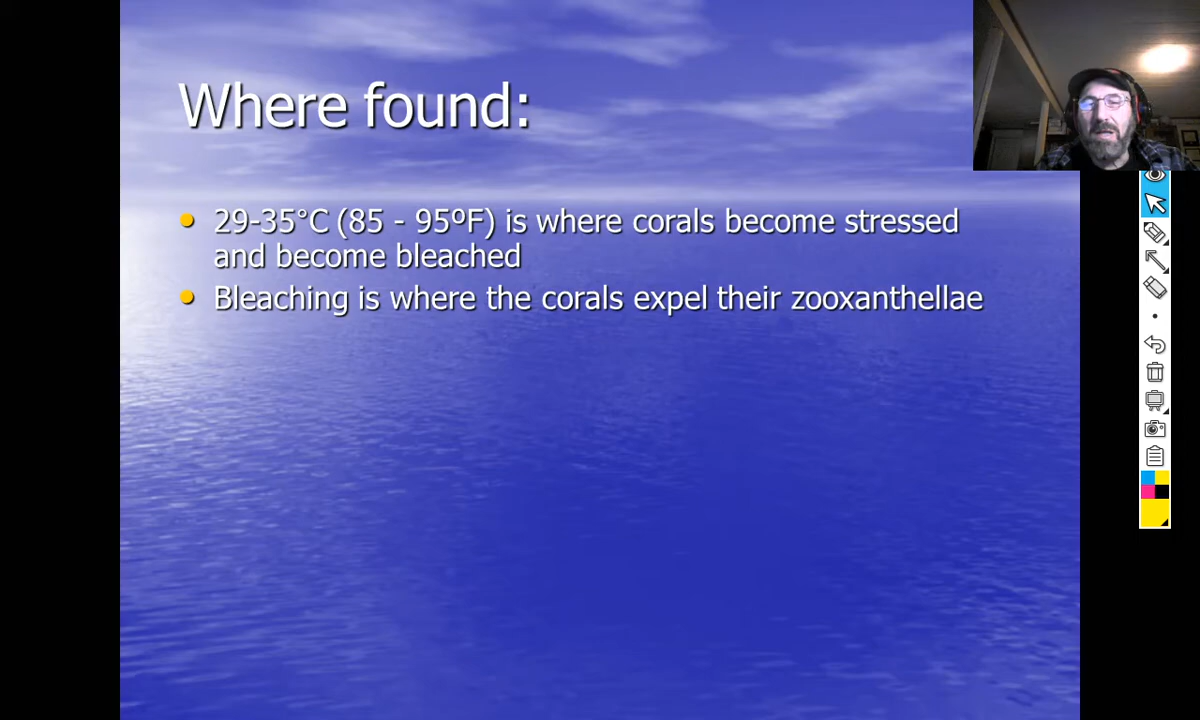 Where found:
29-35°C (85 - 95ºF) is where corals become stressed
and become bleached
Bleaching is where the corals expel their zooxanthellae